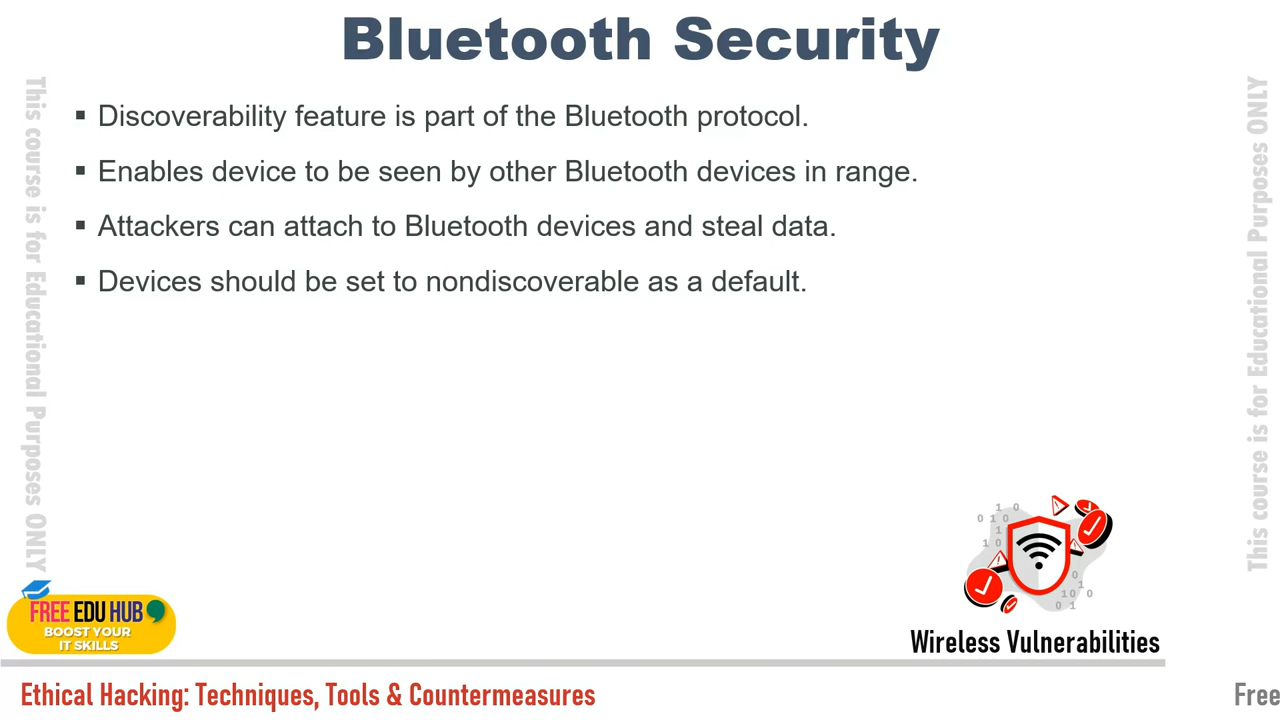 Bluetooth Security
▪ Discoverability feature is part of the Bluetooth protocol.
▪ Enables device to be seen by other Bluetooth devices in range.
▪ Attackers can attach to Bluetooth devices and steal data.
▪ Devices should be set to nondiscoverable as a default.
This course is for Educational Purposes ONLY
This course is for Educational Purposes ONLY
FREE EDU HUB
BOOST YOUR
IT SKILLS
Wireless Vulnerabilities
Ethical Hacking: Techniques, Tools & Countermeasures
Free